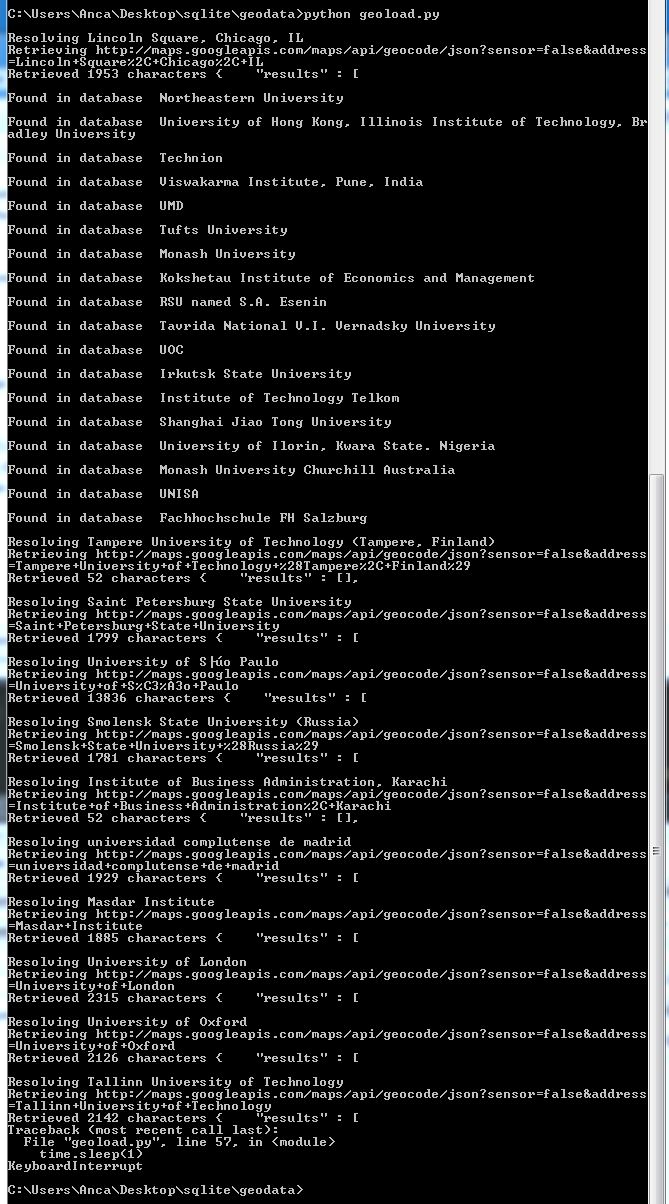 C:\Users\Anca\Desktop\sqlite\geodata>python geoload.py
Resolving Lincoln Square, Chicago, IL
Retrieving http://maps.googleapis.com/maps/api/geocode/json?sensor=false&address
=Lincoln+Square%2C+Chicago%2C+IL
Retrieved 1953 characters {    "results" : [
Found in database  Northeastern University
Found in database  University of Hong Kong, Illinois Institute of Technology, Br
adley University
Found in database  Technion
Found in database  Viswakarma Institute, Pune, India
Found in database  UMD
Found in database  Tufts University
Found in database  Monash University
Found in database  Kokshetau Institute of Economics and Management
Found in database  RSU named S.A. Esenin
Found in database  Tavrida National V.I. Vernadsky University
Found in database  UOC
Found in database  Irkutsk State University
Found in database  Institute of Technology Telkom
Found in database  Shanghai Jiao Tong University
Found in database  University of Ilorin, Kwara State. Nigeria
Found in database  Monash University Churchill Australia
Found in database  UNISA
Found in database  Fachhochschule FH Salzburg
Resolving Tampere University of Technology (Tampere, Finland)
Retrieving http://maps.googleapis.com/maps/api/geocode/json?sensor=false&address
=Tampere+University+of+Technology+%28Tampere%2C+Finland%29
Retrieved 52 characters {    "results" : [],
Resolving Saint Petersburg State University
Retrieving http://maps.googleapis.com/maps/api/geocode/json?sensor=false&address
=Saint+Petersburg+State+University
Retrieved 1799 characters {    "results" : [
Resolving University of S├úo Paulo
Retrieving http://maps.googleapis.com/maps/api/geocode/json?sensor=false&address
=University+of+S%C3%A3o+Paulo
Retrieved 13836 characters {    "results" : [
Resolving Smolensk State University (Russia)
Retrieving http://maps.googleapis.com/maps/api/geocode/json?sensor=false&address
=Smolensk+State+University+%28Russia%29
Retrieved 1781 characters {    "results" : [
Resolving Institute of Business Administration, Karachi
Retrieving http://maps.googleapis.com/maps/api/geocode/json?sensor=false&address
=Institute+of+Business+Administration%2C+Karachi
Retrieved 52 characters {    "results" : [],
Resolving universidad complutense de madrid
Retrieving http://maps.googleapis.com/maps/api/geocode/json?sensor=false&address
=universidad+complutense+de+madrid
Retrieved 1929 characters {    "results" : [
Resolving Masdar Institute
Retrieving http://maps.googleapis.com/maps/api/geocode/json?sensor=false&address
=Masdar+Institute
Retrieved 1885 characters {    "results" : [
Resolving University of London
Retrieving http://maps.googleapis.com/maps/api/geocode/json?sensor=false&address
=University+of+London
Retrieved 2315 characters {    "results" : [
Resolving University of Oxford
Retrieving http://maps.googleapis.com/maps/api/geocode/json?sensor=false&address
=University+of+Oxford
Retrieved 2126 characters {    "results" : [
Resolving Tallinn University of Technology
Retrieving http://maps.googleapis.com/maps/api/geocode/json?sensor=false&address
=Tallinn+University+of+Technology
Retrieved 2142 characters {    "results" : [
Traceback (most recent call last):
  File "geoload.py", line 57, in <module>
    time.sleep(1)
KeyboardInterrupt
C:\Users\Anca\Desktop\sqlite\geodata>